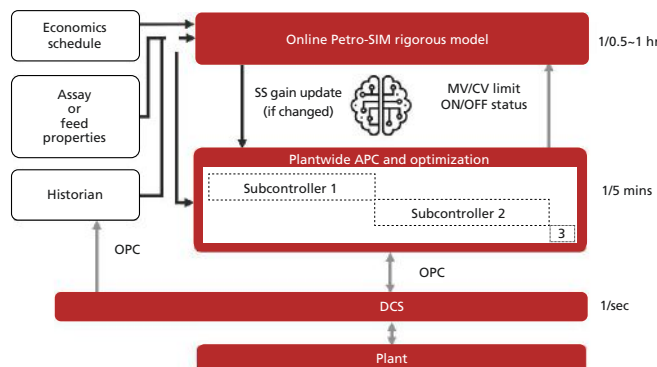 Economics
schedule
Online Petro-SIM rigorous model
1/0.5~1 hr
Assay
or
feed
properties
SS gain update
(if changed)
MV/CV limit
ON/OFF status
Plantwide APC and optimization
Historian
Subcontroller 1
Subcontroller 2
3
1/5 mins
OPC
OPC
DCS
1/sec
Plant